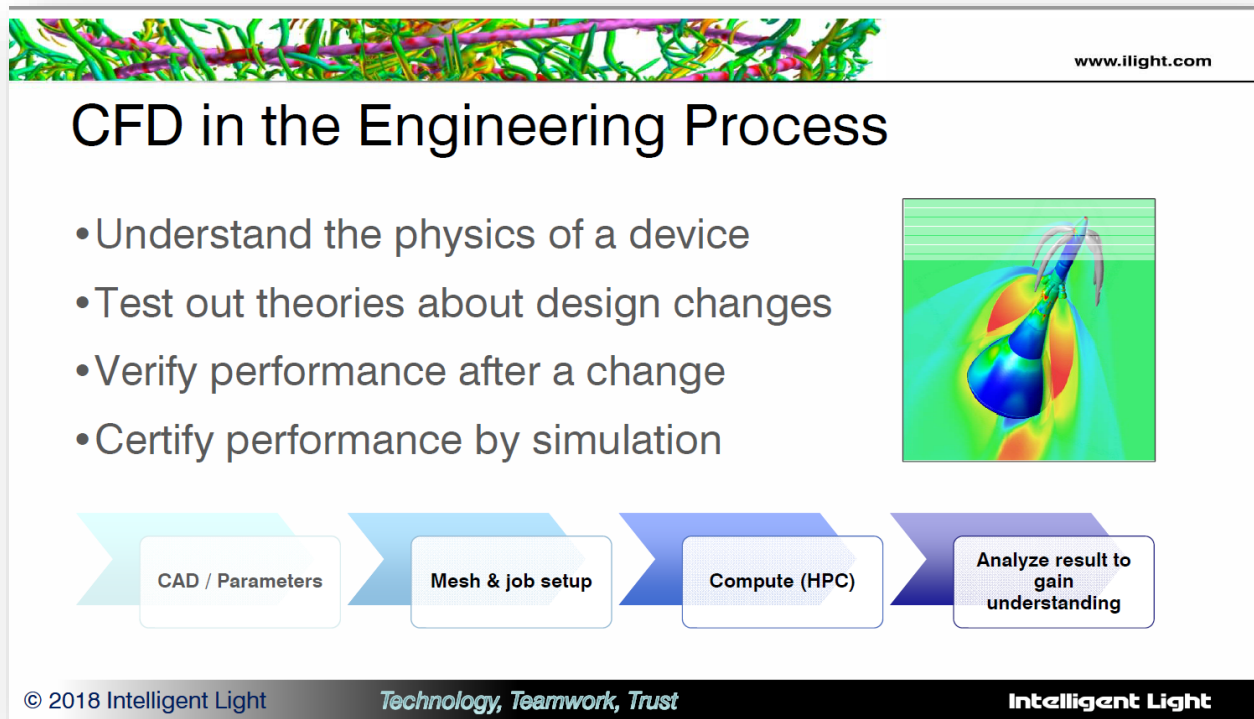 www.ilight.com
CFD in the Engineering Process
•Understand the physics of a device
•Test out theories about design changes
•Verify performance after a change
•Certify performance by simulation
CAD / Parameters
Mesh & job setup
Compute (HPC)
Analyze result to
gain
understanding
© 2018 Intelligent Light
Technology, Teamwork, Trust
Intelligent Light